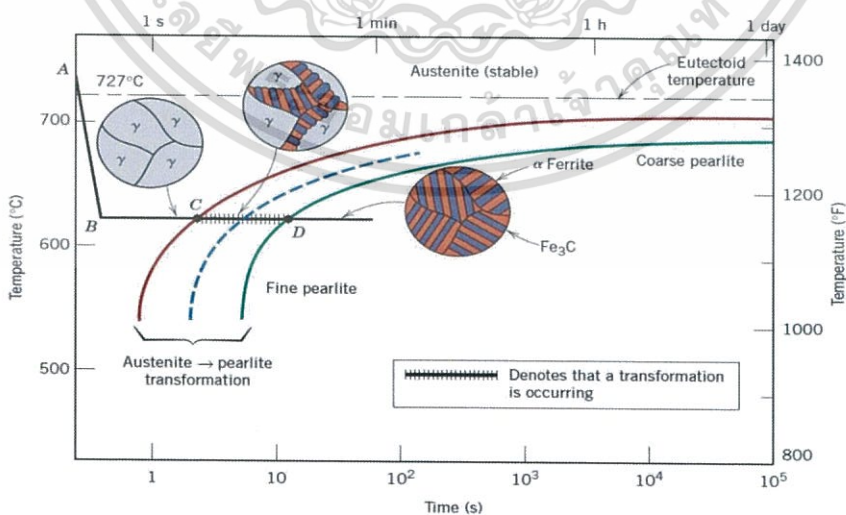 1 s 1 min 1 h 1 day
A
727°C
Austenite (stable)
Eutectoid
temperature
1400
700
γ γ γ γ
γ γ
α Ferrite
Coarse pearlite
C
B
D
1200
600
Fe₃C
Temperature (°C)
Temperature (°F)
Fine pearlite
1000
Austenite → pearlite
transformation
500
Denotes that a transformation
is occurring
800
1 10 10² 10³ 10⁴ 10⁵
Time (s)